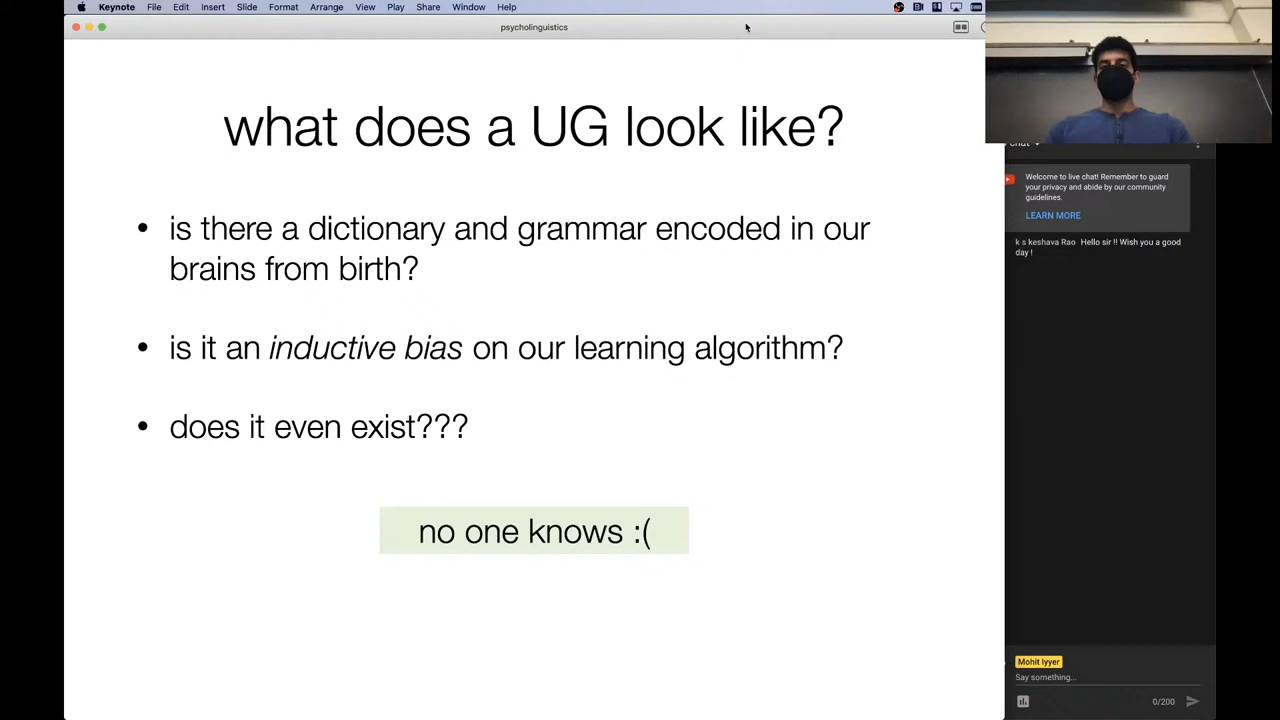 Keynote File Edit Insert Slide Format Arrange View Play Share Window Help
psycholinguistics
what does a UG look like?
• is there a dictionary and grammar encoded in our
brains from birth?
• is it an inductive bias on our learning algorithm?
• does it even exist???
no one knows :(
Welcome to live chat! Remember to guard
your privacy and abide by our community
guidelines.
LEARN MORE
k s keshava Rao Hello sir !! Wish you a good
day !
Mohit Iyyer
Say something...
0/200